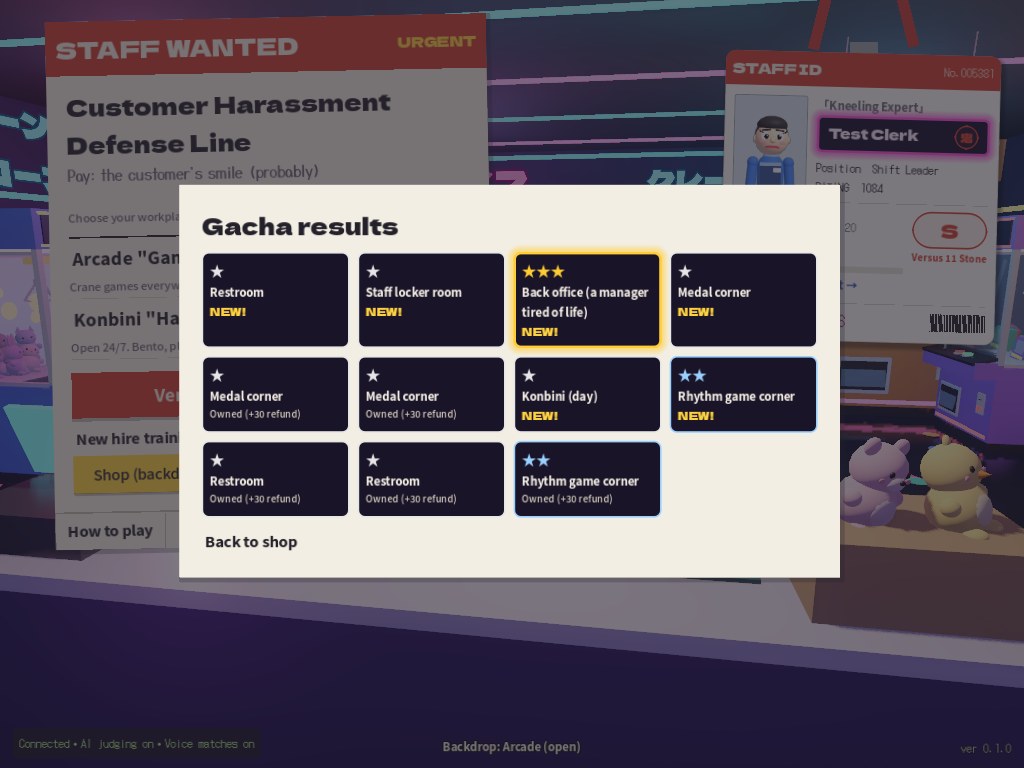 STAFF WANTED
URGENT
Customer Harassment
Defense Line
Pay: the customer's smile (probably)
Choose your workpla
Arcade "Gan
Crane games everyw
Konbini "Ha
Open 24/7. Bento, pl
Ver
New hire traini
Shop (backd
How to play
STAFF ID
No. 005381
「Kneeling Expert」
Test Clerk
Position Shift Leader
1084
20
S
Versus 11 Stone
Gacha results
★
Restroom
NEW!
★
Staff locker room
NEW!
★★★
Back office (a manager
tired of life)
NEW!
★
Medal corner
NEW!
★
Medal corner
Owned (+30 refund)
★
Medal corner
Owned (+30 refund)
★
Konbini (day)
NEW!
★★
Rhythm game corner
NEW!
★
Restroom
Owned (+30 refund)
★
Restroom
Owned (+30 refund)
★★
Rhythm game corner
Owned (+30 refund)
Back to shop
Connected • AI judging on • Voice matches on
Backdrop: Arcade (open)
ver 0.1.0